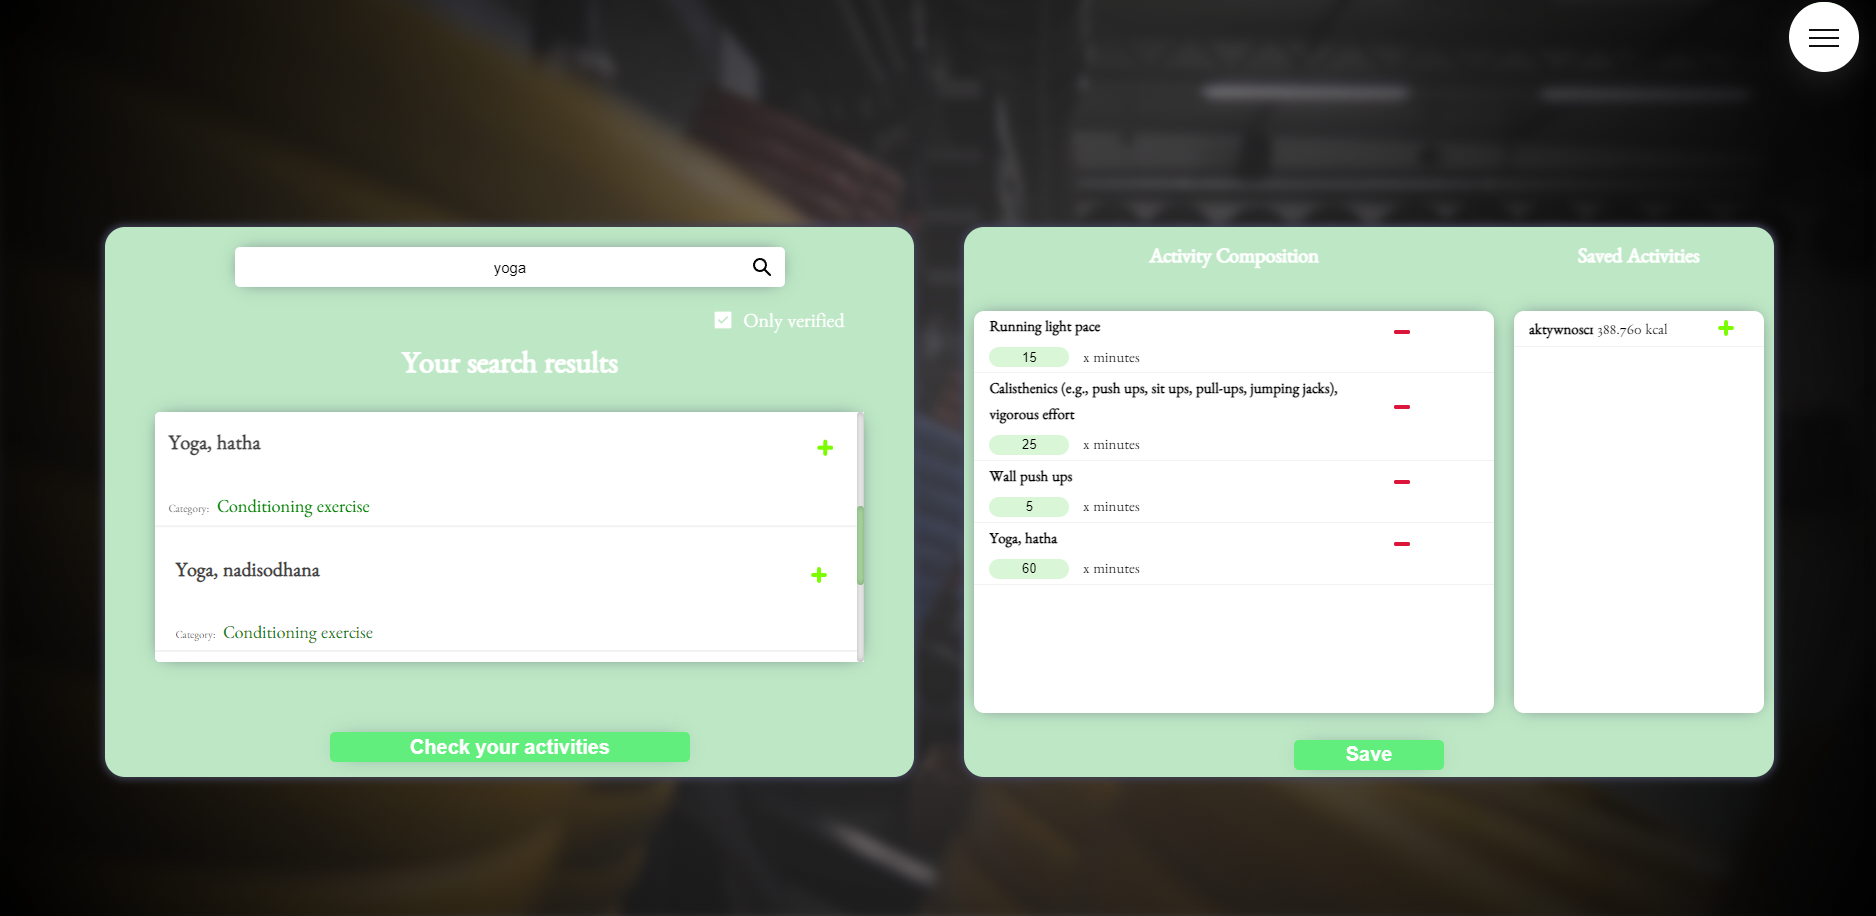 yoga
Only verified
Your search results
Yoga, hatha
Category: Conditioning exercise
Yoga, nadisodhana
Category: Conditioning exercise
Check your activities
Activity Composition
Running light pace
15 x minutes
Calisthenics (e.g., push ups, sit ups, pull-ups, jumping jacks),
vigorous effort
25 x minutes
Wall push ups
5 x minutes
Yoga, hatha
60 x minutes
Saved Activities
aktywnosc1 388.760 kcal
Save